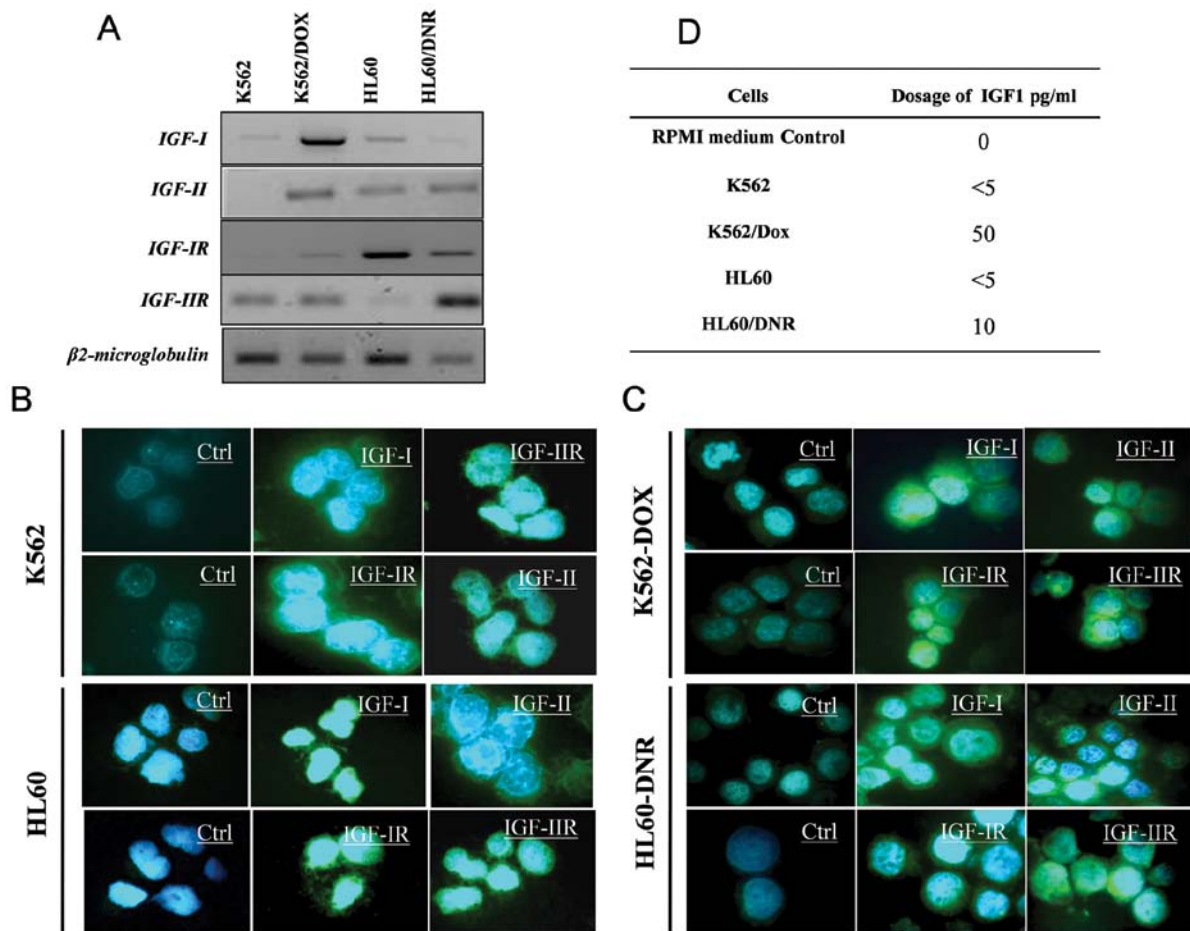 A
K562
K562/DOX
HL60
HL60/DNR
IGF-I
IGF-II
IGF-IR
IGF-IIR
β2-microglobulin
D
Cells Dosage of IGF1 pg/ml
RPMI medium Control 0
K562 <5
K562/Dox 50
HL60 <5
HL60/DNR 10
B
K562
Ctrl IGF-I IGF-IIR
Ctrl IGF-IR IGF-II
HL60
Ctrl IGF-I IGF-II
Ctrl IGF-IR IGF-IIR
C
K562-DOX
Ctrl IGF-I IGF-II
Ctrl IGF-IR IGF-IIR
HL60-DNR
Ctrl IGF-I IGF-II
Ctrl IGF-IR IGF-IIR